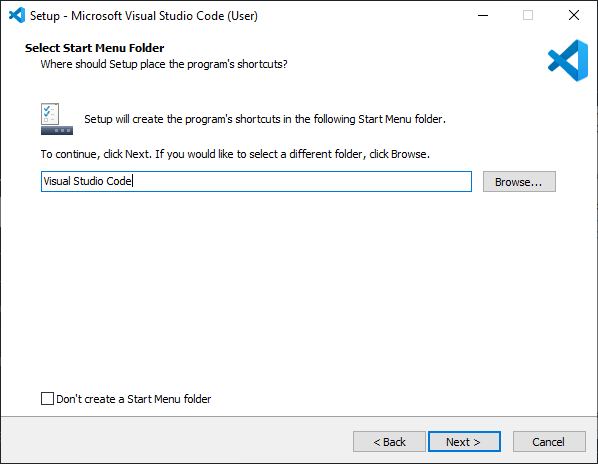 Setup - Microsoft Visual Studio Code (User)
Select Start Menu Folder
Where should Setup place the program's shortcuts?
Setup will create the program's shortcuts in the following Start Menu folder.
To continue, click Next. If you would like to select a different folder, click Browse.
Visual Studio Code
Browse...
Don't create a Start Menu folder
< Back
Next >
Cancel